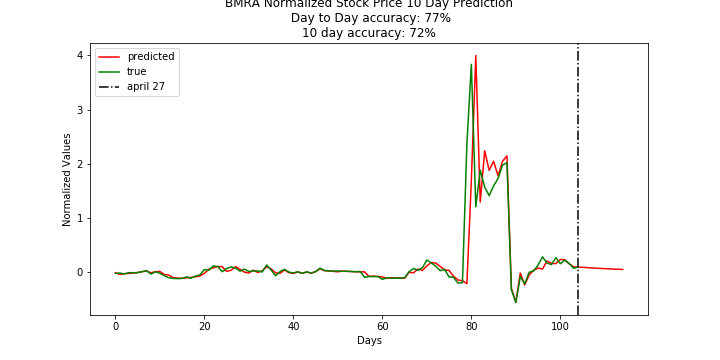 BMRA Normalized Stock Price 10 Day Prediction
Day to Day accuracy: 77%
10 day accuracy: 72%
predicted
true
april 27
Normalized Values
4
3
2
1
0
0 20 40 60 80 100
Days